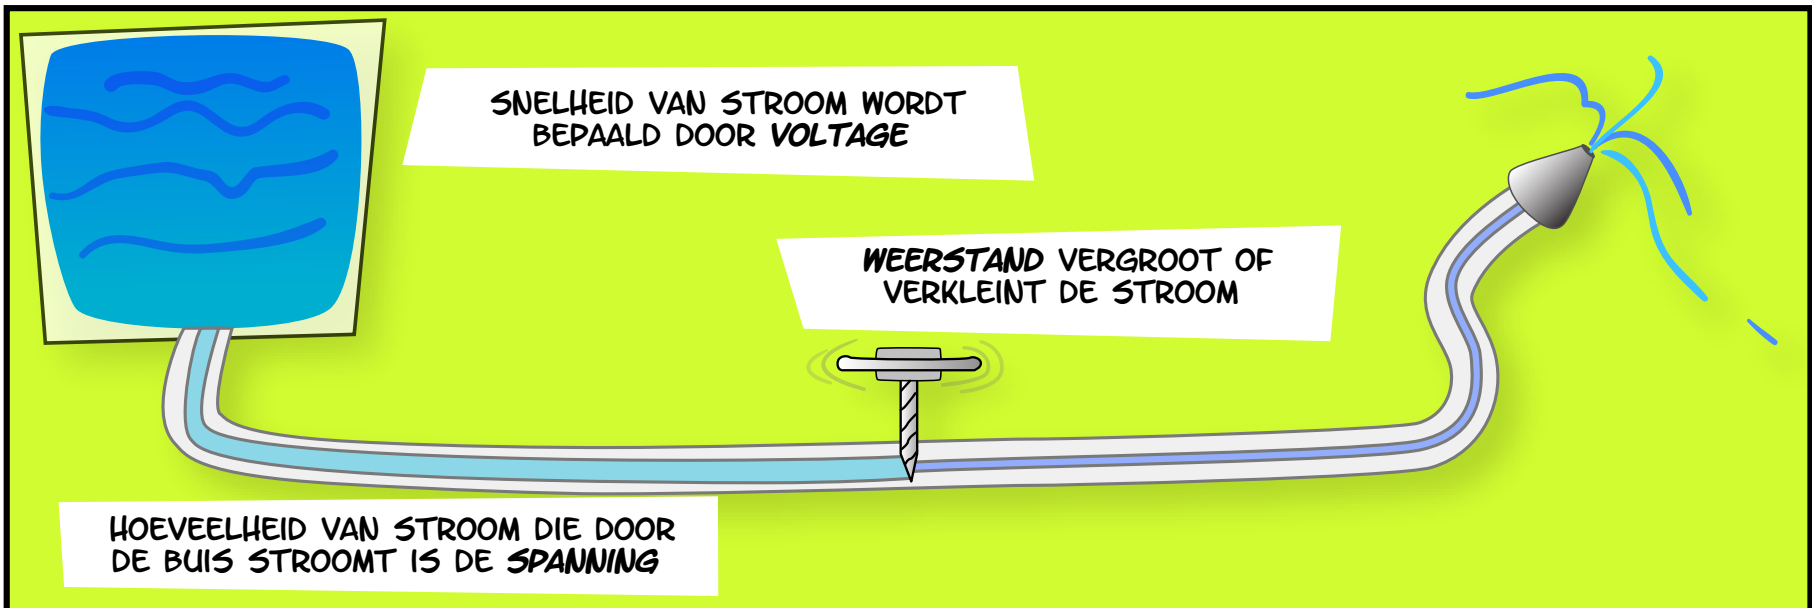 SNELHEID VAN STROOM WORDT
BEPAALD DOOR VOLTAGE
WEERSTAND VERGROOT OF
VERKLEINT DE STROOM
HOEVEELHEID VAN STROOM DIE DOOR
DE BUIS STROOMT IS DE SPANNING